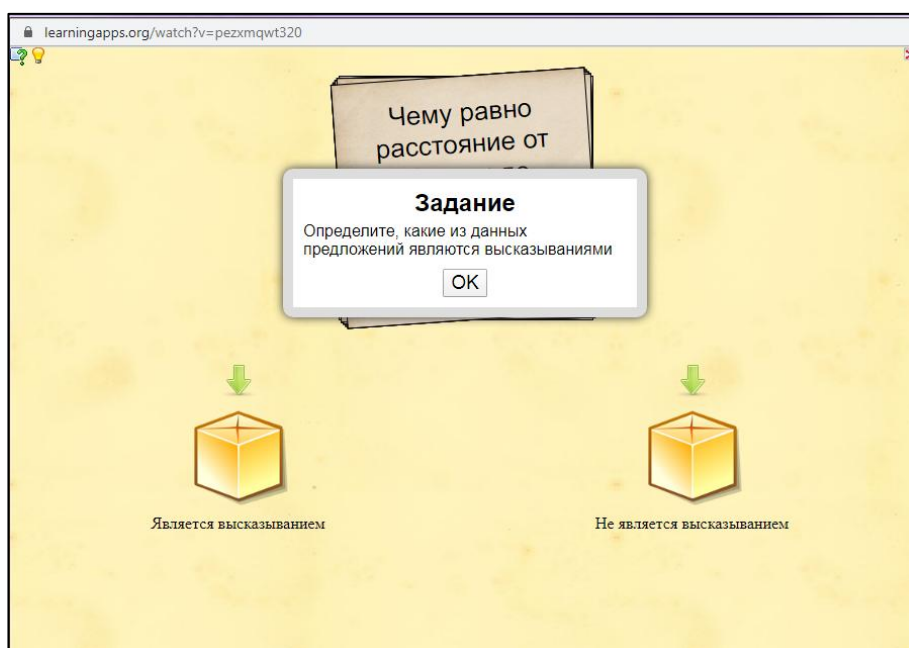 learningapps.org/watch?v=pezxmqwt320
Чему равно
расстояние от
Задание
Определите, какие из данных
предложений являются высказываниями
OK
Является высказыванием
Не является высказыванием